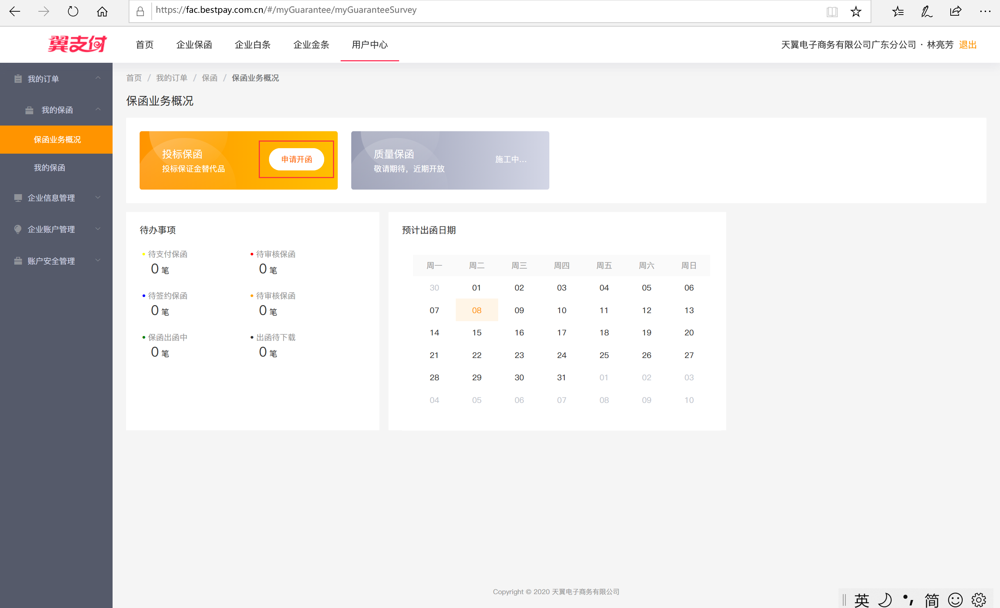 https://fac.bestpay.com.cn/#/myGuarantee/myGuaranteeSurvey
翼支付 首页 企业保函 企业白条 企业金条 用户中心 天翼电子商务有限公司广东分公司 · 林亮芳 退出
我的订单
我的保函
保函业务概况
我的保函
企业信息管理
企业账户管理
账户安全管理
首页 / 我的订单 / 保函 / 保函业务概况
保函业务概况
投标保函
投标保证金替代品
申请开函
质量保函
敬请期待，近期开放
施工中...
待办事项
待支付保函 待审核保函
0 笔 0 笔
待签约保函 待审核保函
0 笔 0 笔
保函出函中 出函待下载
0 笔 0 笔
预计出函日期
周一 周二 周三 周四 周五 周六 周日
30 01 02 03 04 05 06
07 08 09 10 11 12 13
14 15 16 17 18 19 20
21 22 23 24 25 26 27
28 29 30 31 01 02 03
04 05 06 07 08 09 10
Copyright © 2020 天翼电子商务有限公司
英 简